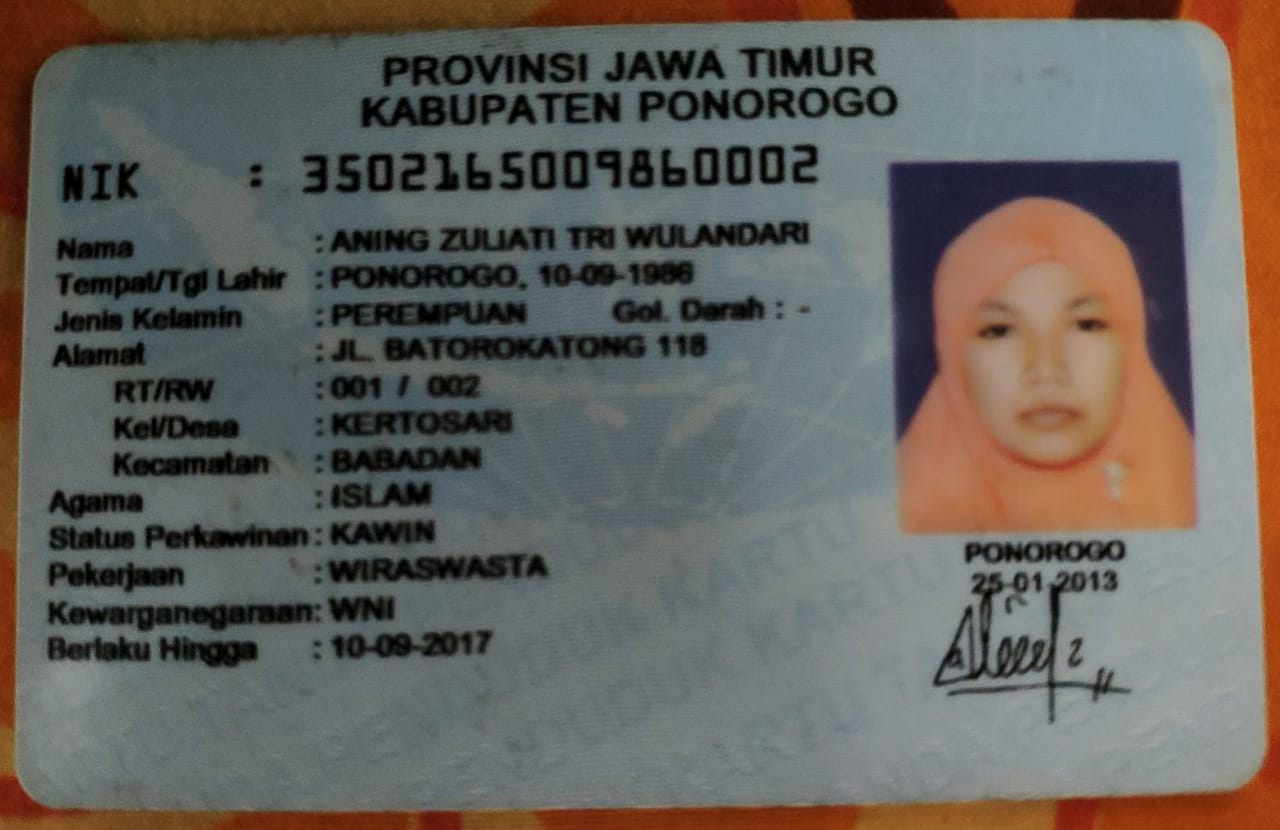 PROVINSI JAWA TIMUR
KABUPATEN PONOROGO
NIK : 3502165009860002
Nama : ANING ZULIATI TRI WULANDARI
Tempat/Tgl Lahir : PONOROGO, 10-09-1986
Jenis Kelamin : PEREMPUAN Gol. Darah : -
Alamat : JL. BATOROKATONG 118
RT/RW : 001 / 002
Kel/Desa : KERTOSARI
Kecamatan : BABADAN
Agama : ISLAM
Status Perkawinan : KAWIN
Pekerjaan : WIRASWASTA
Kewarganegaraan : WNI
Berlaku Hingga : 10-09-2017
PONOROGO
25-01-2013